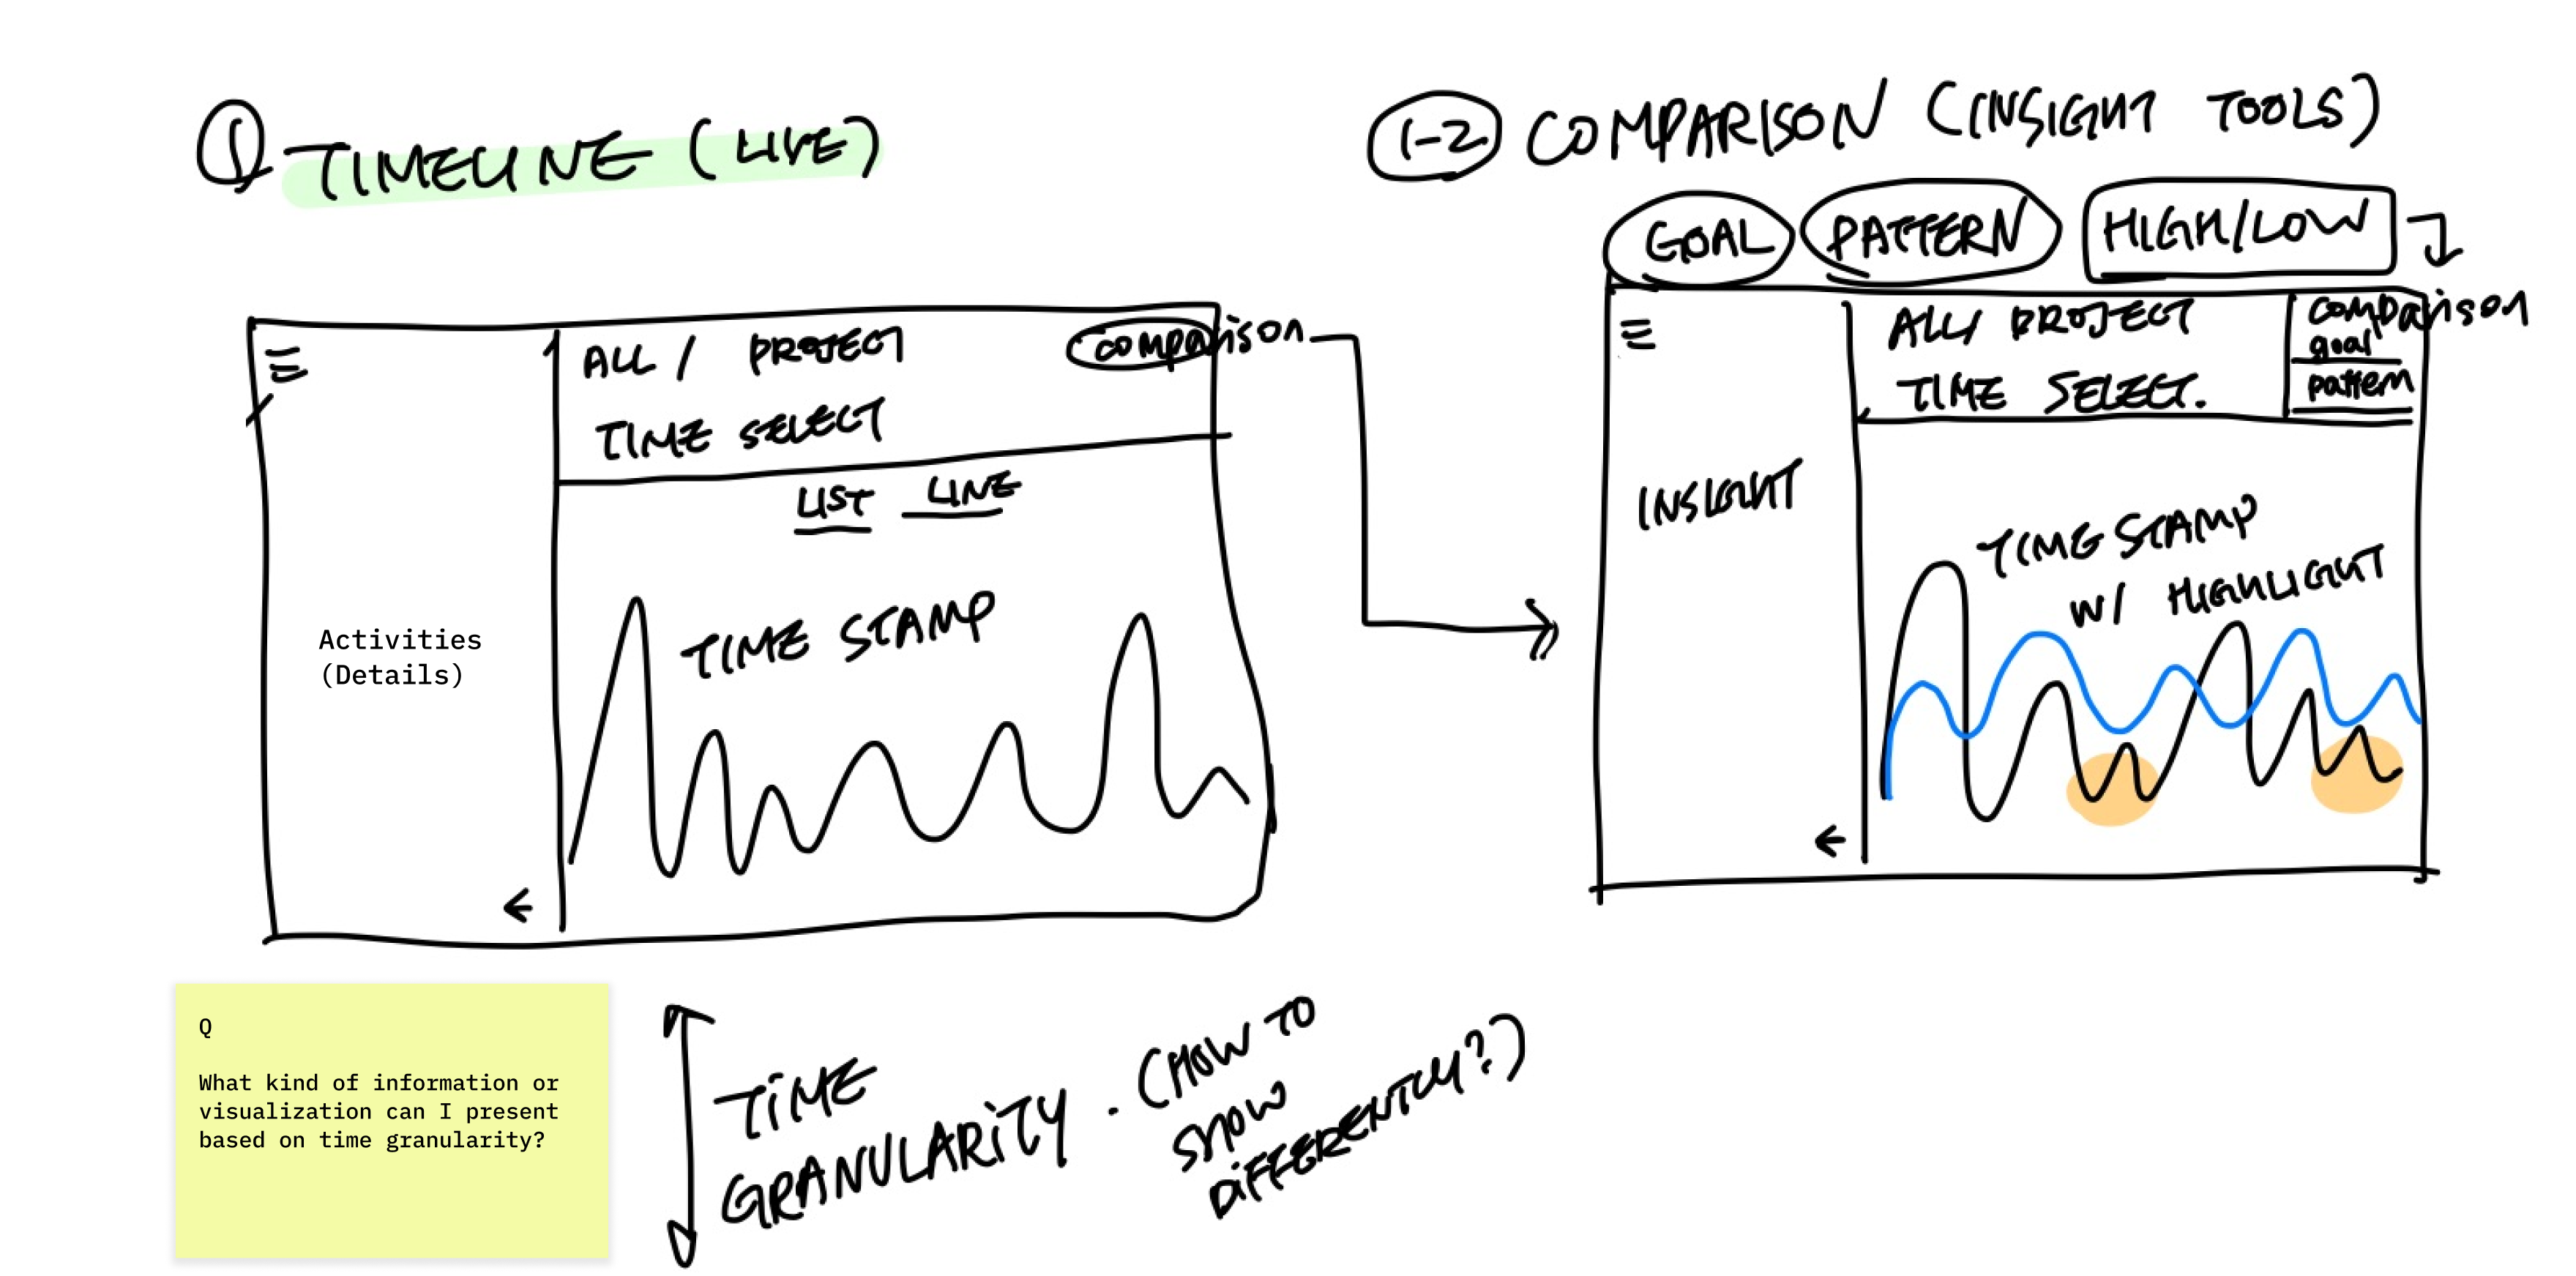 ① TIMELINE (LIVE)
ALL / PROJECT
comparison
TIME SELECT
LIST LINE
TIME STAMP
Activities
(Details)
1-2 COMPARISON (INSIGHT TOOLS)
GOAL PATTERN HIGH/LOW
ALL/ PROJECT
TIME SELECT.
comparison
goal
pattern
INSIGHT
TIME STAMP
W/ HIGHLIGHT
Q
What kind of information or
visualization can I present
based on time granularity?
TIME
GRANULARITY . (HOW TO
SHOW
DIFFERENTLY?)